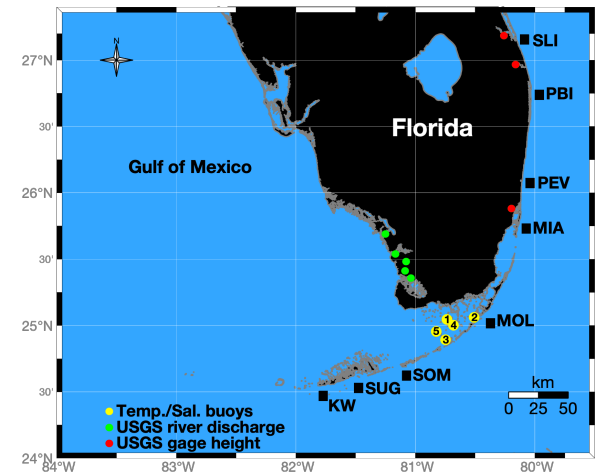 N
SLI
27°N
PBI
30'
Florida
Gulf of Mexico
PEV
26°N
MIA
30'
1
2
MOL
25°N
4
5
3
SOM
km
SUG
30'
KW
0 25 50
Temp./Sal. buoys
USGS river discharge
USGS gage height
24°N
84°W 83°W 82°W 81°W 80°W